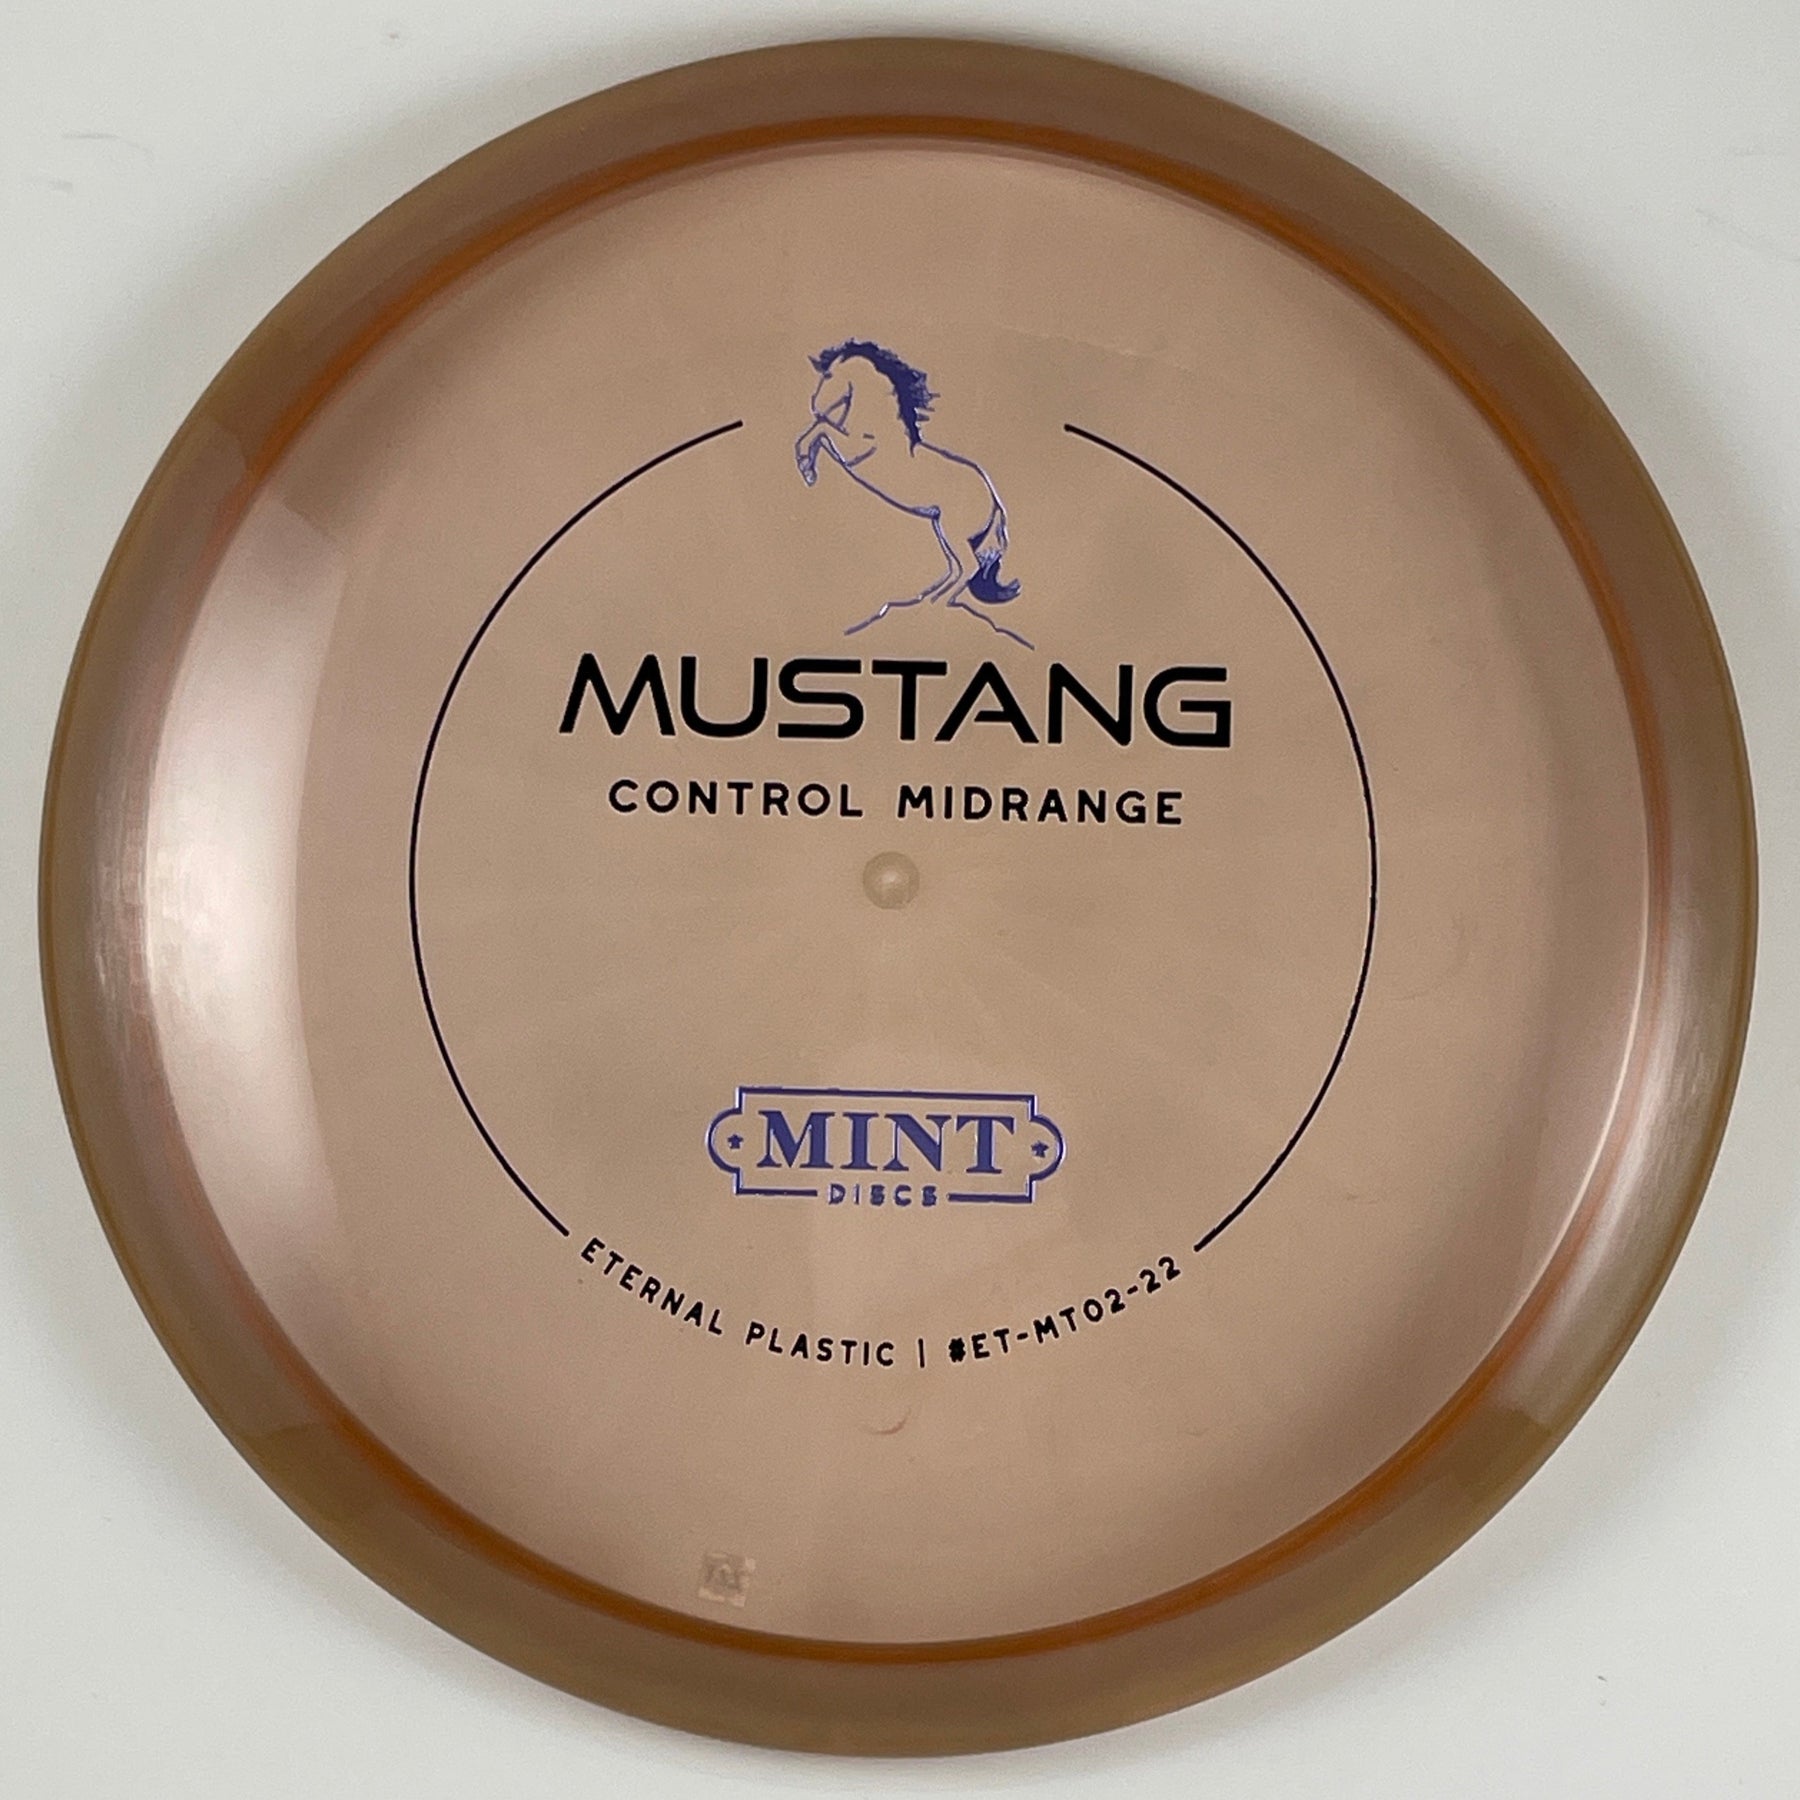 MUSTANG
CONTROL MIDRANGE
MINT
DISCS
ETERNAL PLASTIC | #ET-MT02-22